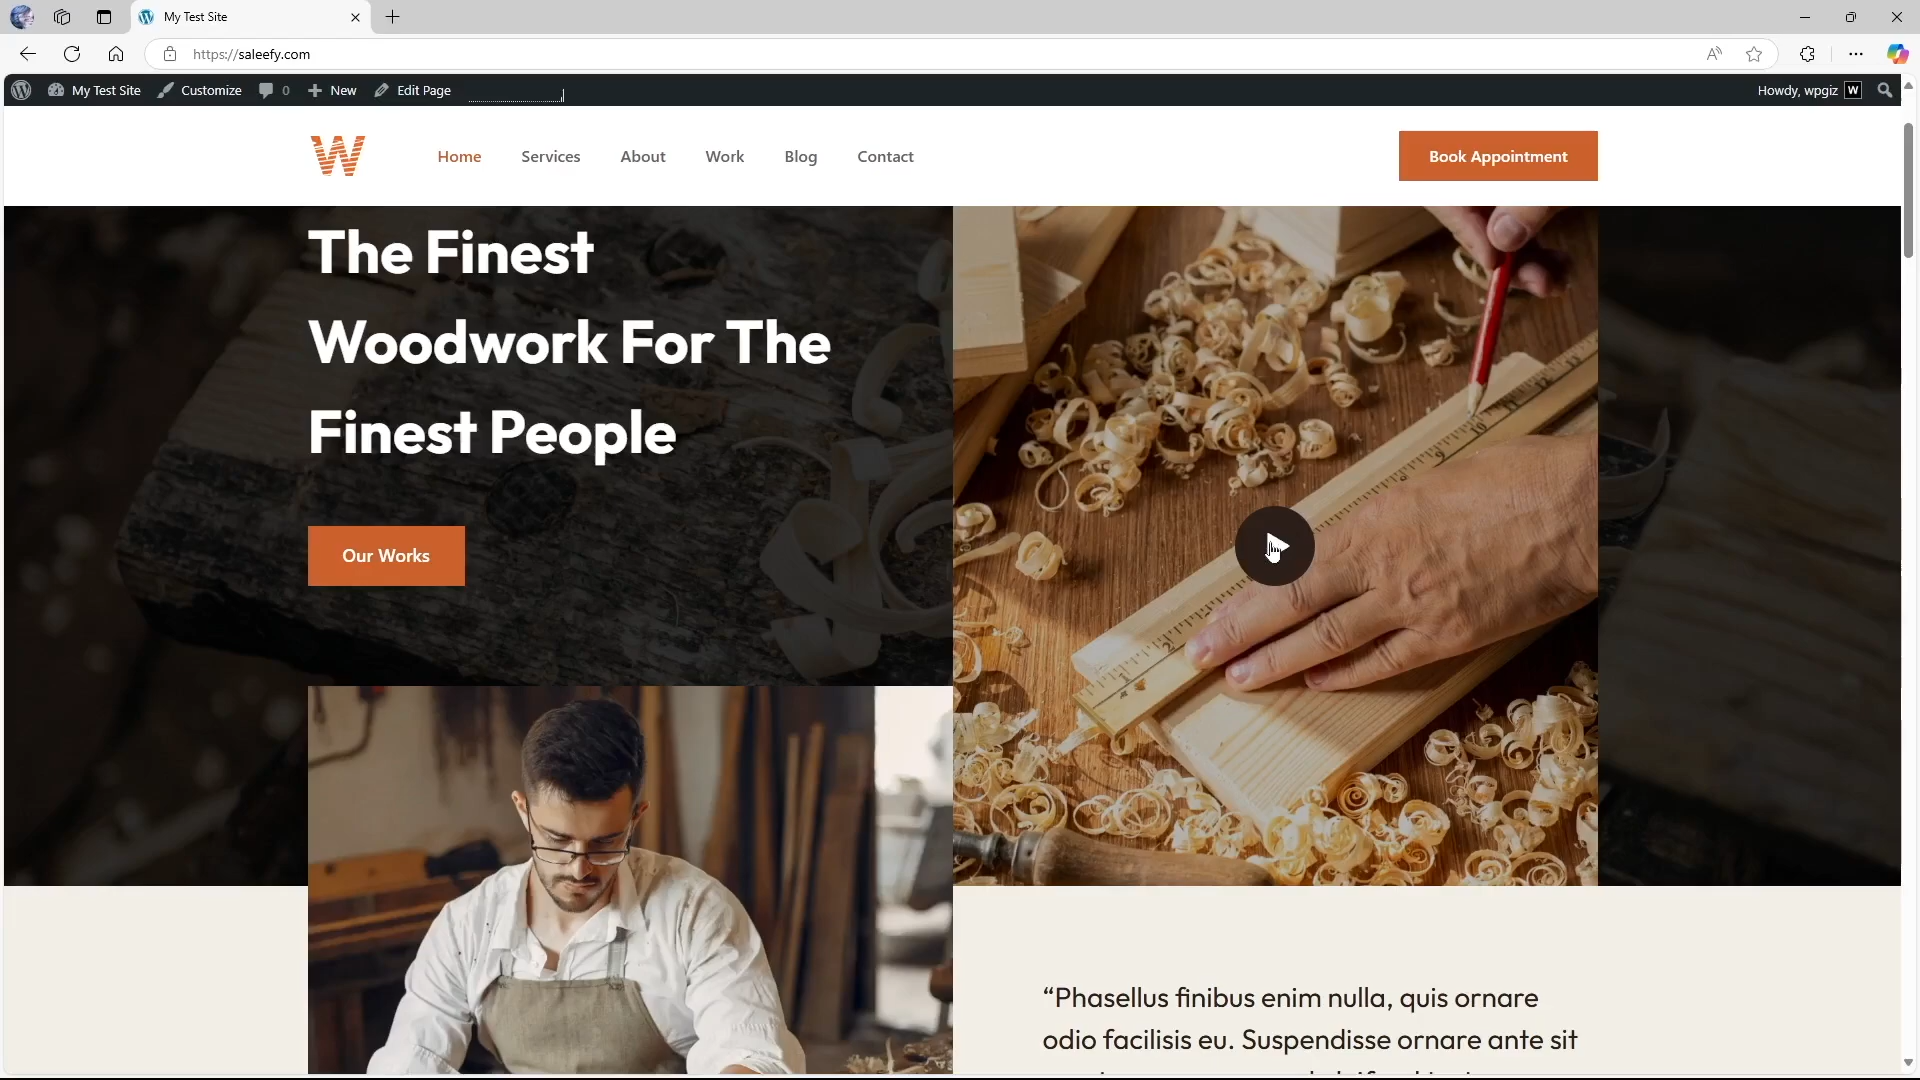 My Test Site
https://saleefy.com
My Test Site
Customize
0
New
Edit Page
Howdy, wpgiz
W
W
Home
Services
About
Work
Blog
Contact
Book Appointment
The Finest
Woodwork For The
Finest People
Our Works
“Phasellus finibus enim nulla, quis ornare
odio facilisis eu. Suspendisse ornare ante sit